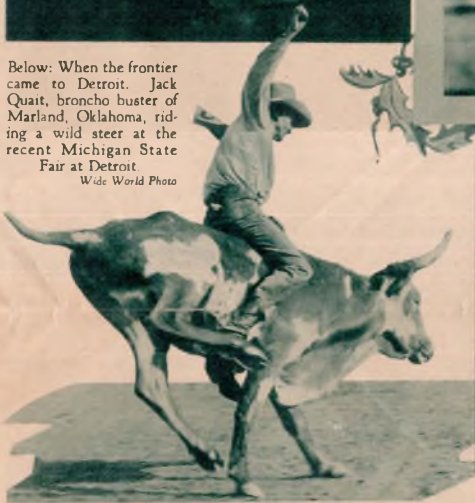 Below: When the frontier
came to Detroit. Jack
Quait, broncho buster of
Marland, Oklahoma, rid-
ing a wild steer at the
recent Michigan State
Fair at Detroit
Wide World Photo